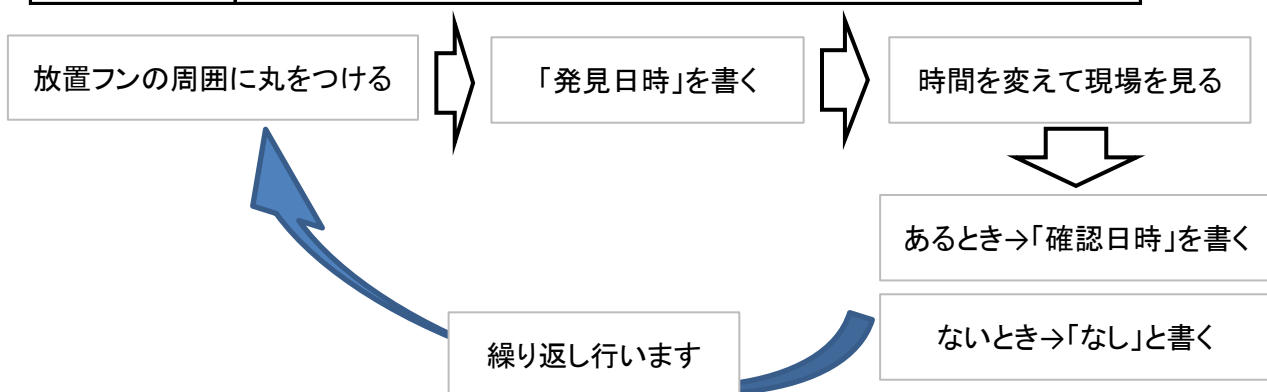 放置フンの周囲に丸をつける
「発見日時」を書く
時間を変えて現場を見る
あるとき→「確認日時」を書く
ないとき→「なし」と書く
繰り返し行います